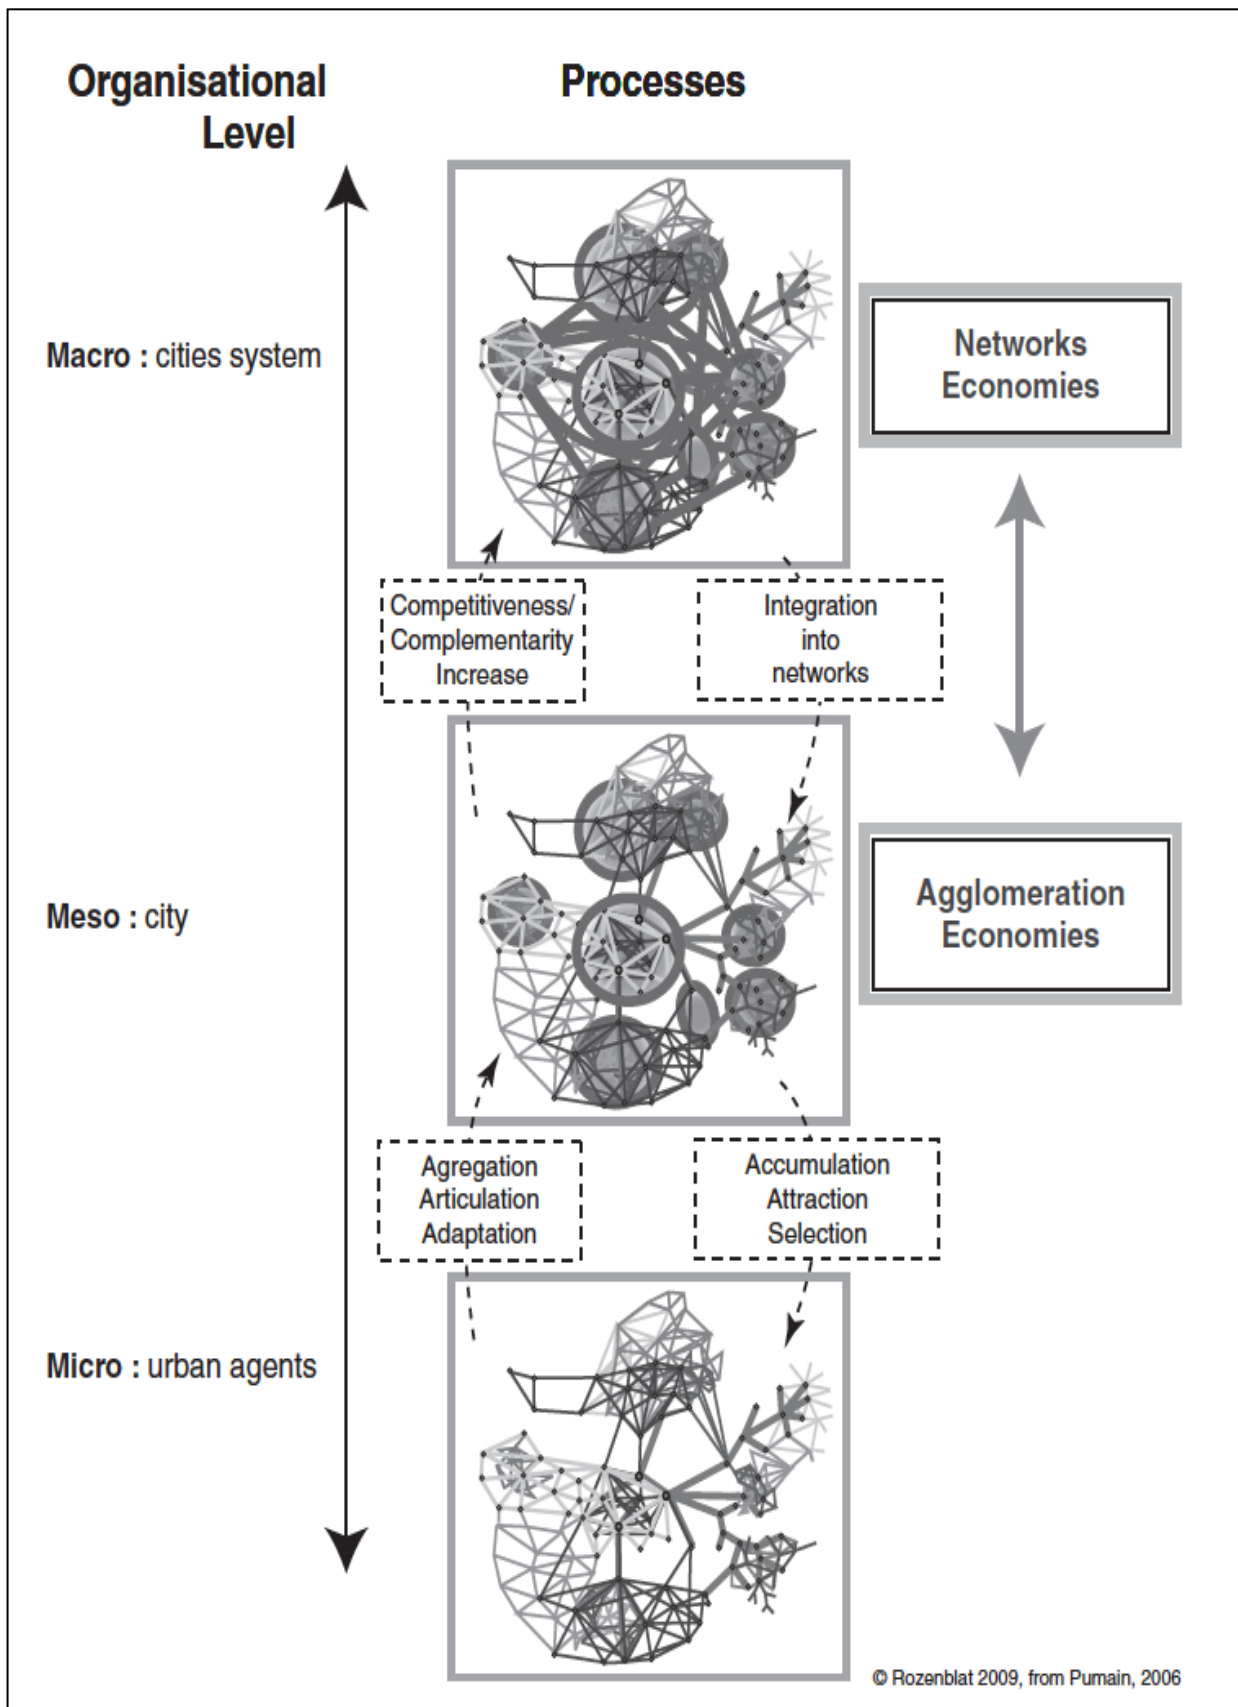 Organisational
Level
Processes
Macro : cities system
Networks
Economies
Competitiveness/
Complementarity
Increase
Integration
into
networks
Meso : city
Agglomeration
Economies
Agregation
Articulation
Adaptation
Accumulation
Attraction
Selection
Micro : urban agents
© Rozenblat 2009, from Pumain, 2006